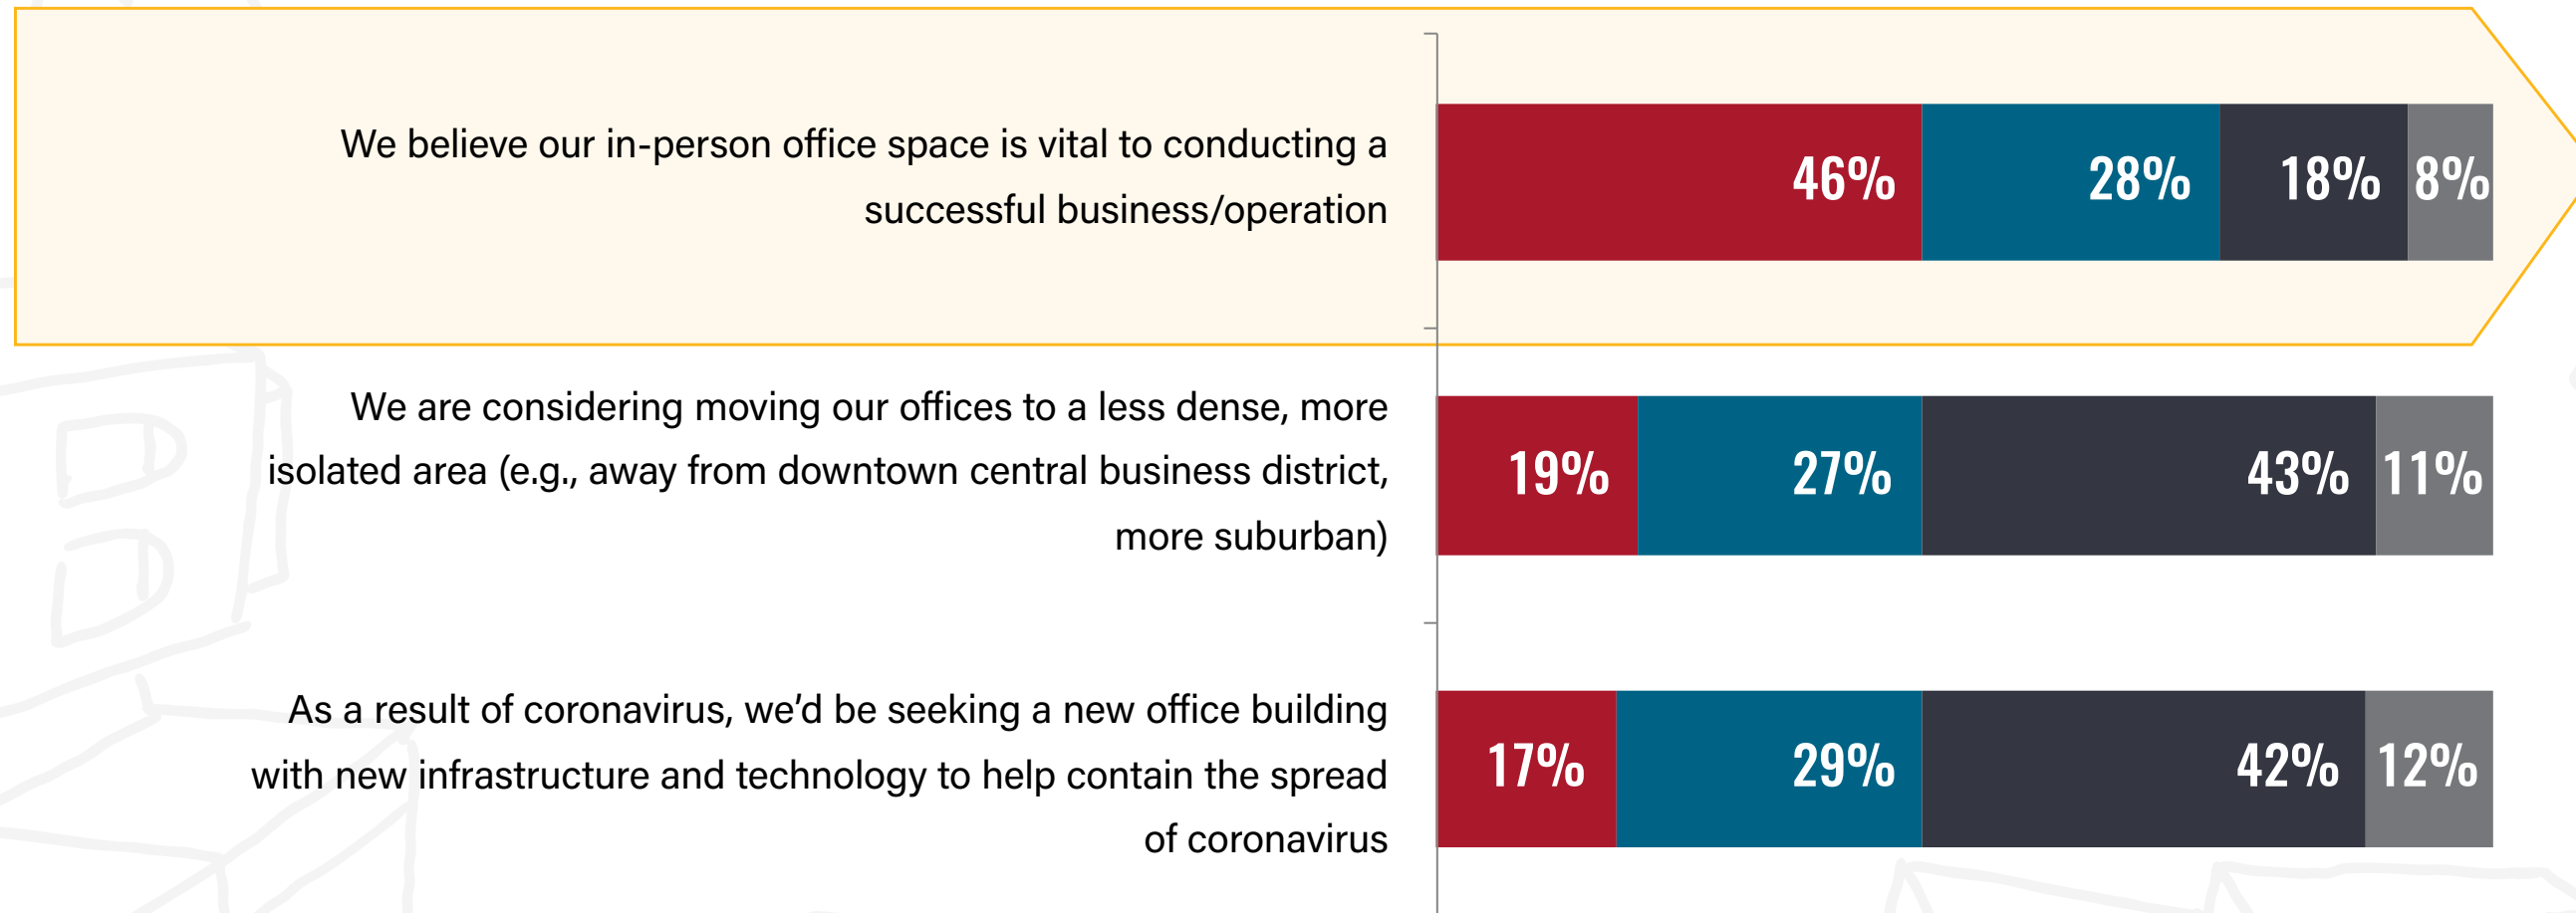 We believe our in-person office space is vital to conducting a
successful business/operation
46% 28% 18% 8%
We are considering moving our offices to a less dense, more
isolated area (e.g., away from downtown central business district,
more suburban)
19% 27% 43% 11%
As a result of coronavirus, we’d be seeking a new office building
with new infrastructure and technology to help contain the spread
of coronavirus
17% 29% 42% 12%